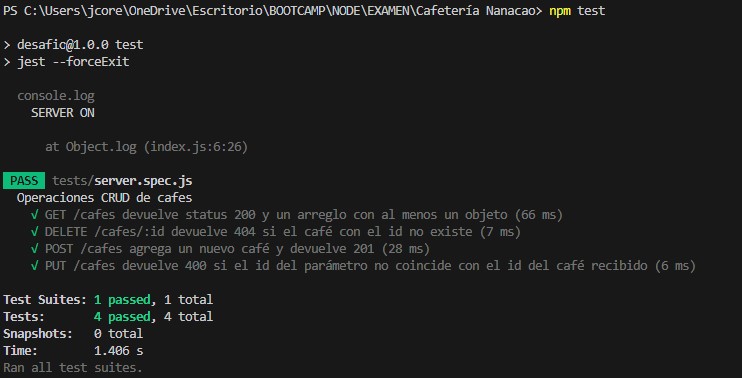 PS C:\Users\jcore\OneDrive\Escritorio\BOOTCAMP\NODE\EXAMEN\Cafetería Nanacao> npm test
> desafio@1.0.0 test
> jest --forceExit
console.log
SERVER ON
at Object.log (index.js:6:26)
PASS tests/server.spec.js
Operaciones CRUD de cafes
√ GET /cafes devuelve status 200 y un arreglo con al menos un objeto (66 ms)
√ DELETE /cafes/:id devuelve 404 si el café con el id no existe (7 ms)
√ POST /cafes agrega un nuevo café y devuelve 201 (28 ms)
√ PUT /cafes devuelve 400 si el id del parámetro no coincide con el id del café recibido (6 ms)
Test Suites: 1 passed, 1 total
Tests: 4 passed, 4 total
Snapshots: 0 total
Time: 1.406 s
Ran all test suites.